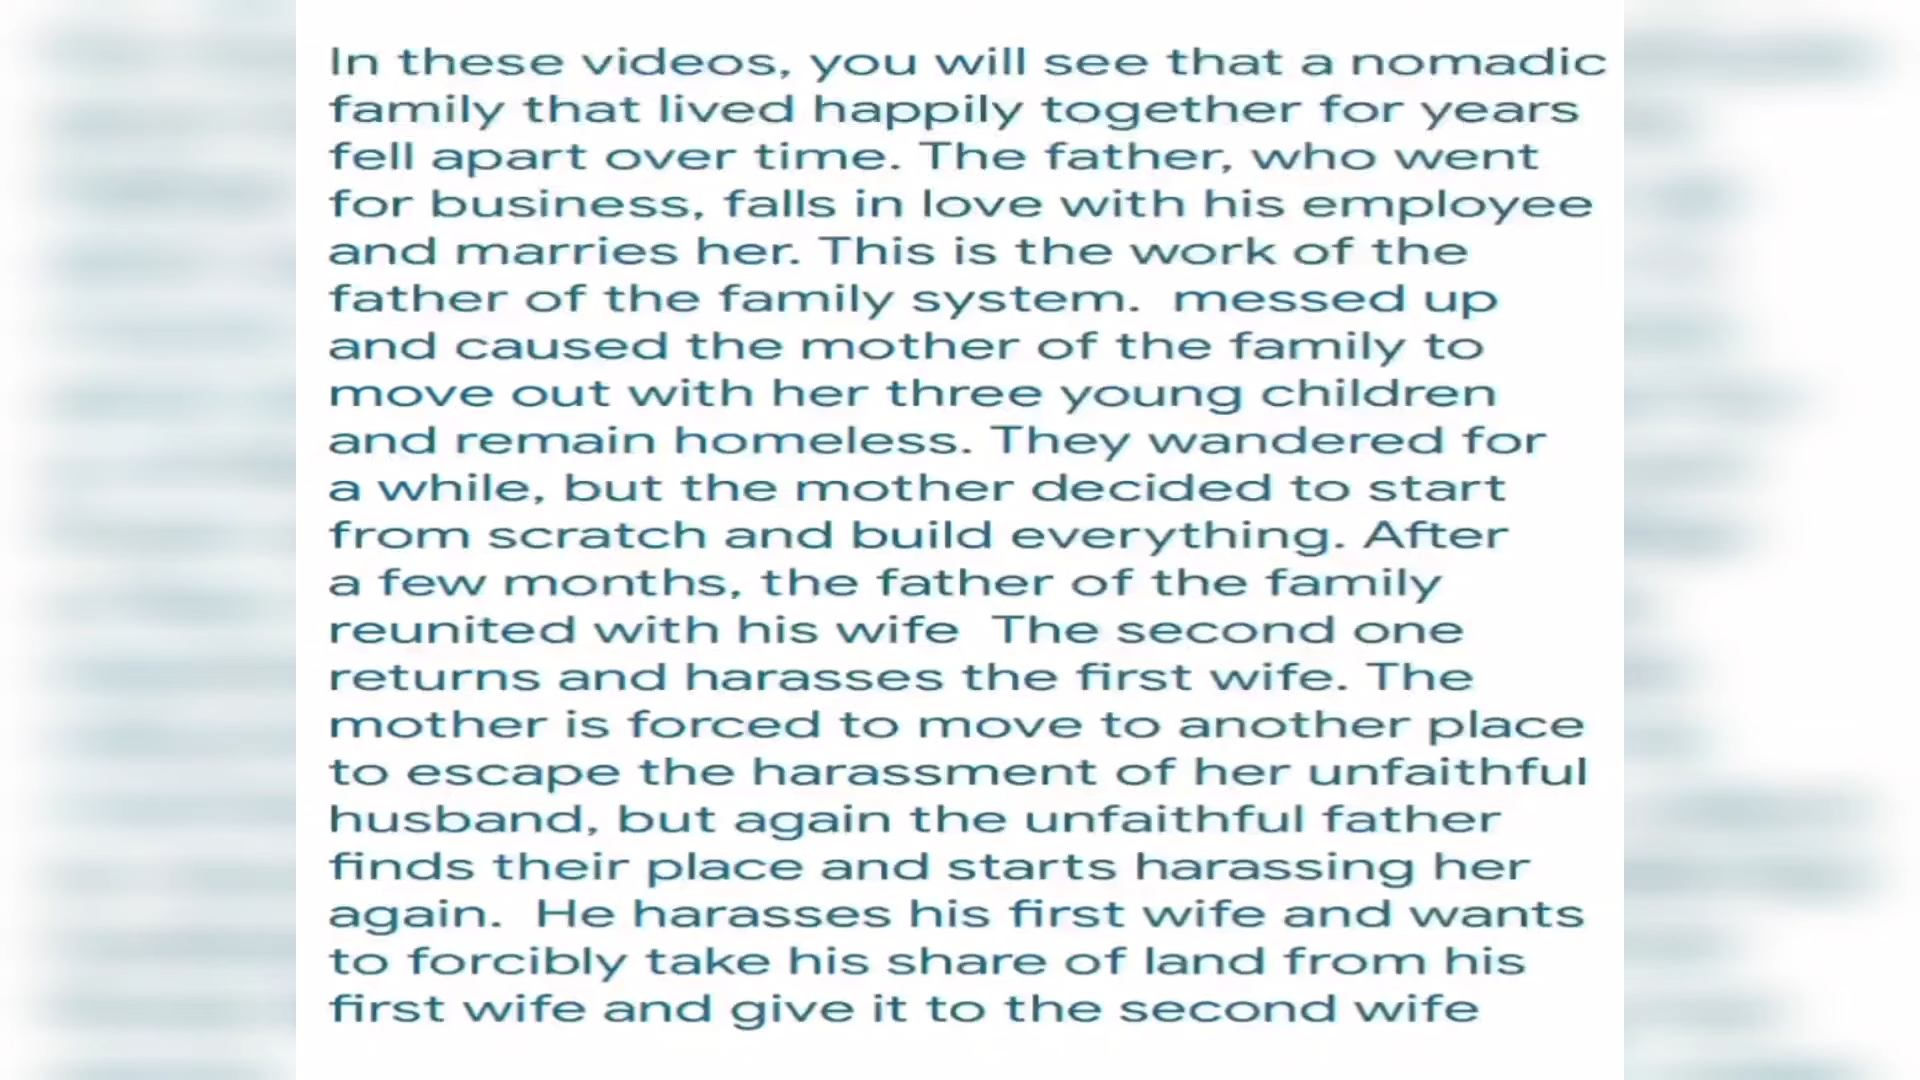 In these videos, you will see that a nomadic
family that lived happily together for years
fell apart over time. The father, who went
for business, falls in love with his employee
and marries her. This is the work of the
father of the family system.  messed up
and caused the mother of the family to
move out with her three young children
and remain homeless. They wandered for
a while, but the mother decided to start
from scratch and build everything. After
a few months, the father of the family
reunited with his wife  The second one
returns and harasses the first wife. The
mother is forced to move to another place
to escape the harassment of her unfaithful
husband, but again the unfaithful father
finds their place and starts harassing her
again.  He harasses his first wife and wants
to forcibly take his share of land from his
first wife and give it to the second wife